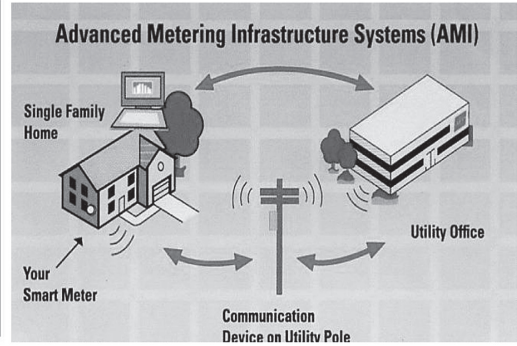 Advanced Metering Infrastructure Systems (AMI)
Single Family
Home
Utility Office
Your
Smart Meter
Communication
Device on Utility Pole